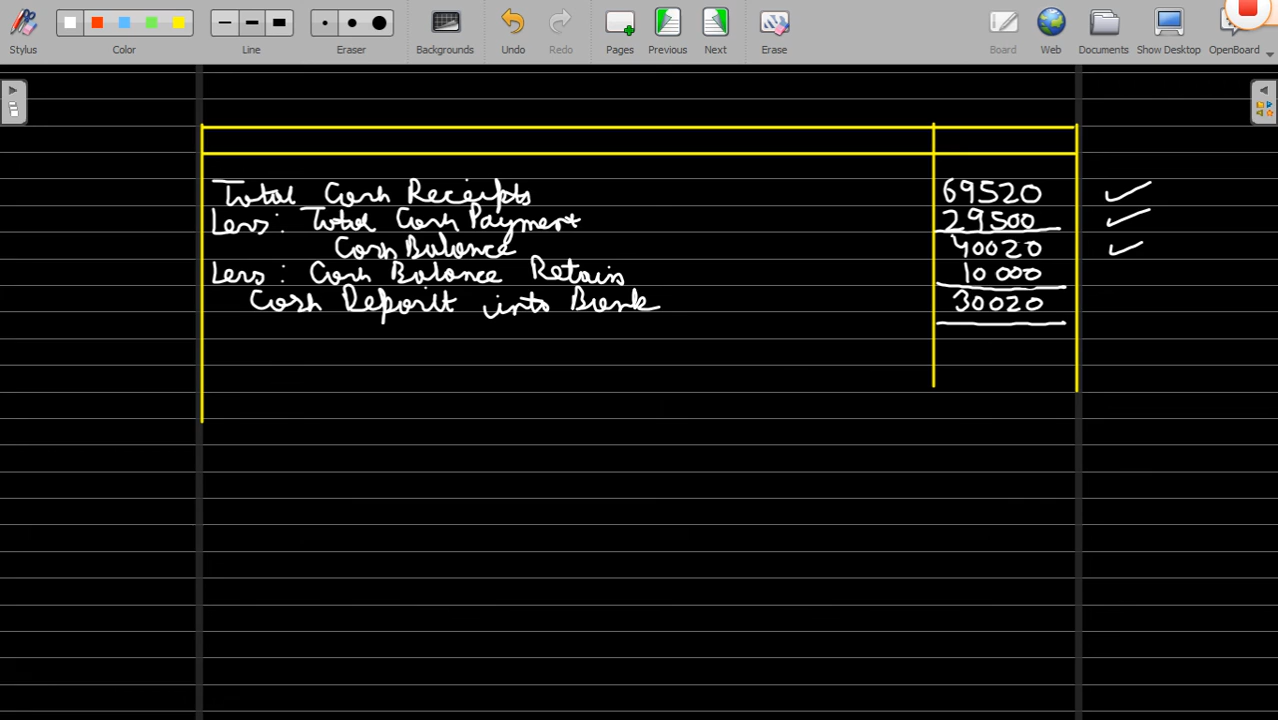 Stylus
Color
Line
Eraser
Backgrounds
Undo
Redo
Pages
Previous
Next
Erase
Board
Web
Documents
Show Desktop
OpenBoard
Total Cash Receipts 69520
Less: Total Cash Payment 29500
Cash Balance 40020
Less: Cash Balance Retain 10000
Cash Deposit into Bank 30020